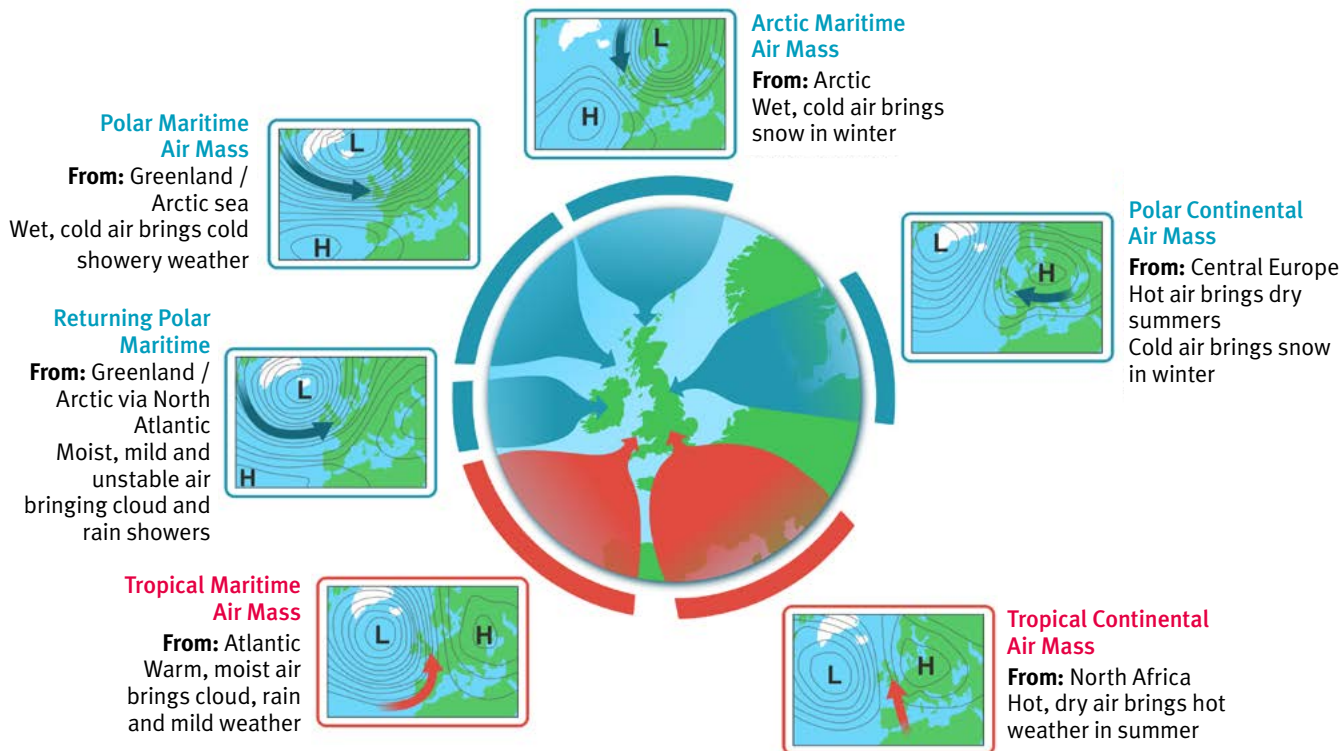 Arctic Maritime
Air Mass
From: Arctic
Wet, cold air brings
snow in winter
L
H
Polar Maritime
Air Mass
From: Greenland /
Arctic sea
Wet, cold air brings cold
showery weather
L
H
Polar Continental
Air Mass
From: Central Europe
Hot air brings dry
summers
Cold air brings snow
in winter
L
H
Returning Polar
Maritime
From: Greenland /
Arctic via North
Atlantic
Moist, mild and
unstable air
bringing cloud and
rain showers
L
H
Tropical Maritime
Air Mass
From: Atlantic
Warm, moist air
brings cloud, rain
and mild weather
L
H
Tropical Continental
Air Mass
From: North Africa
Hot, dry air brings hot
weather in summer
L
H